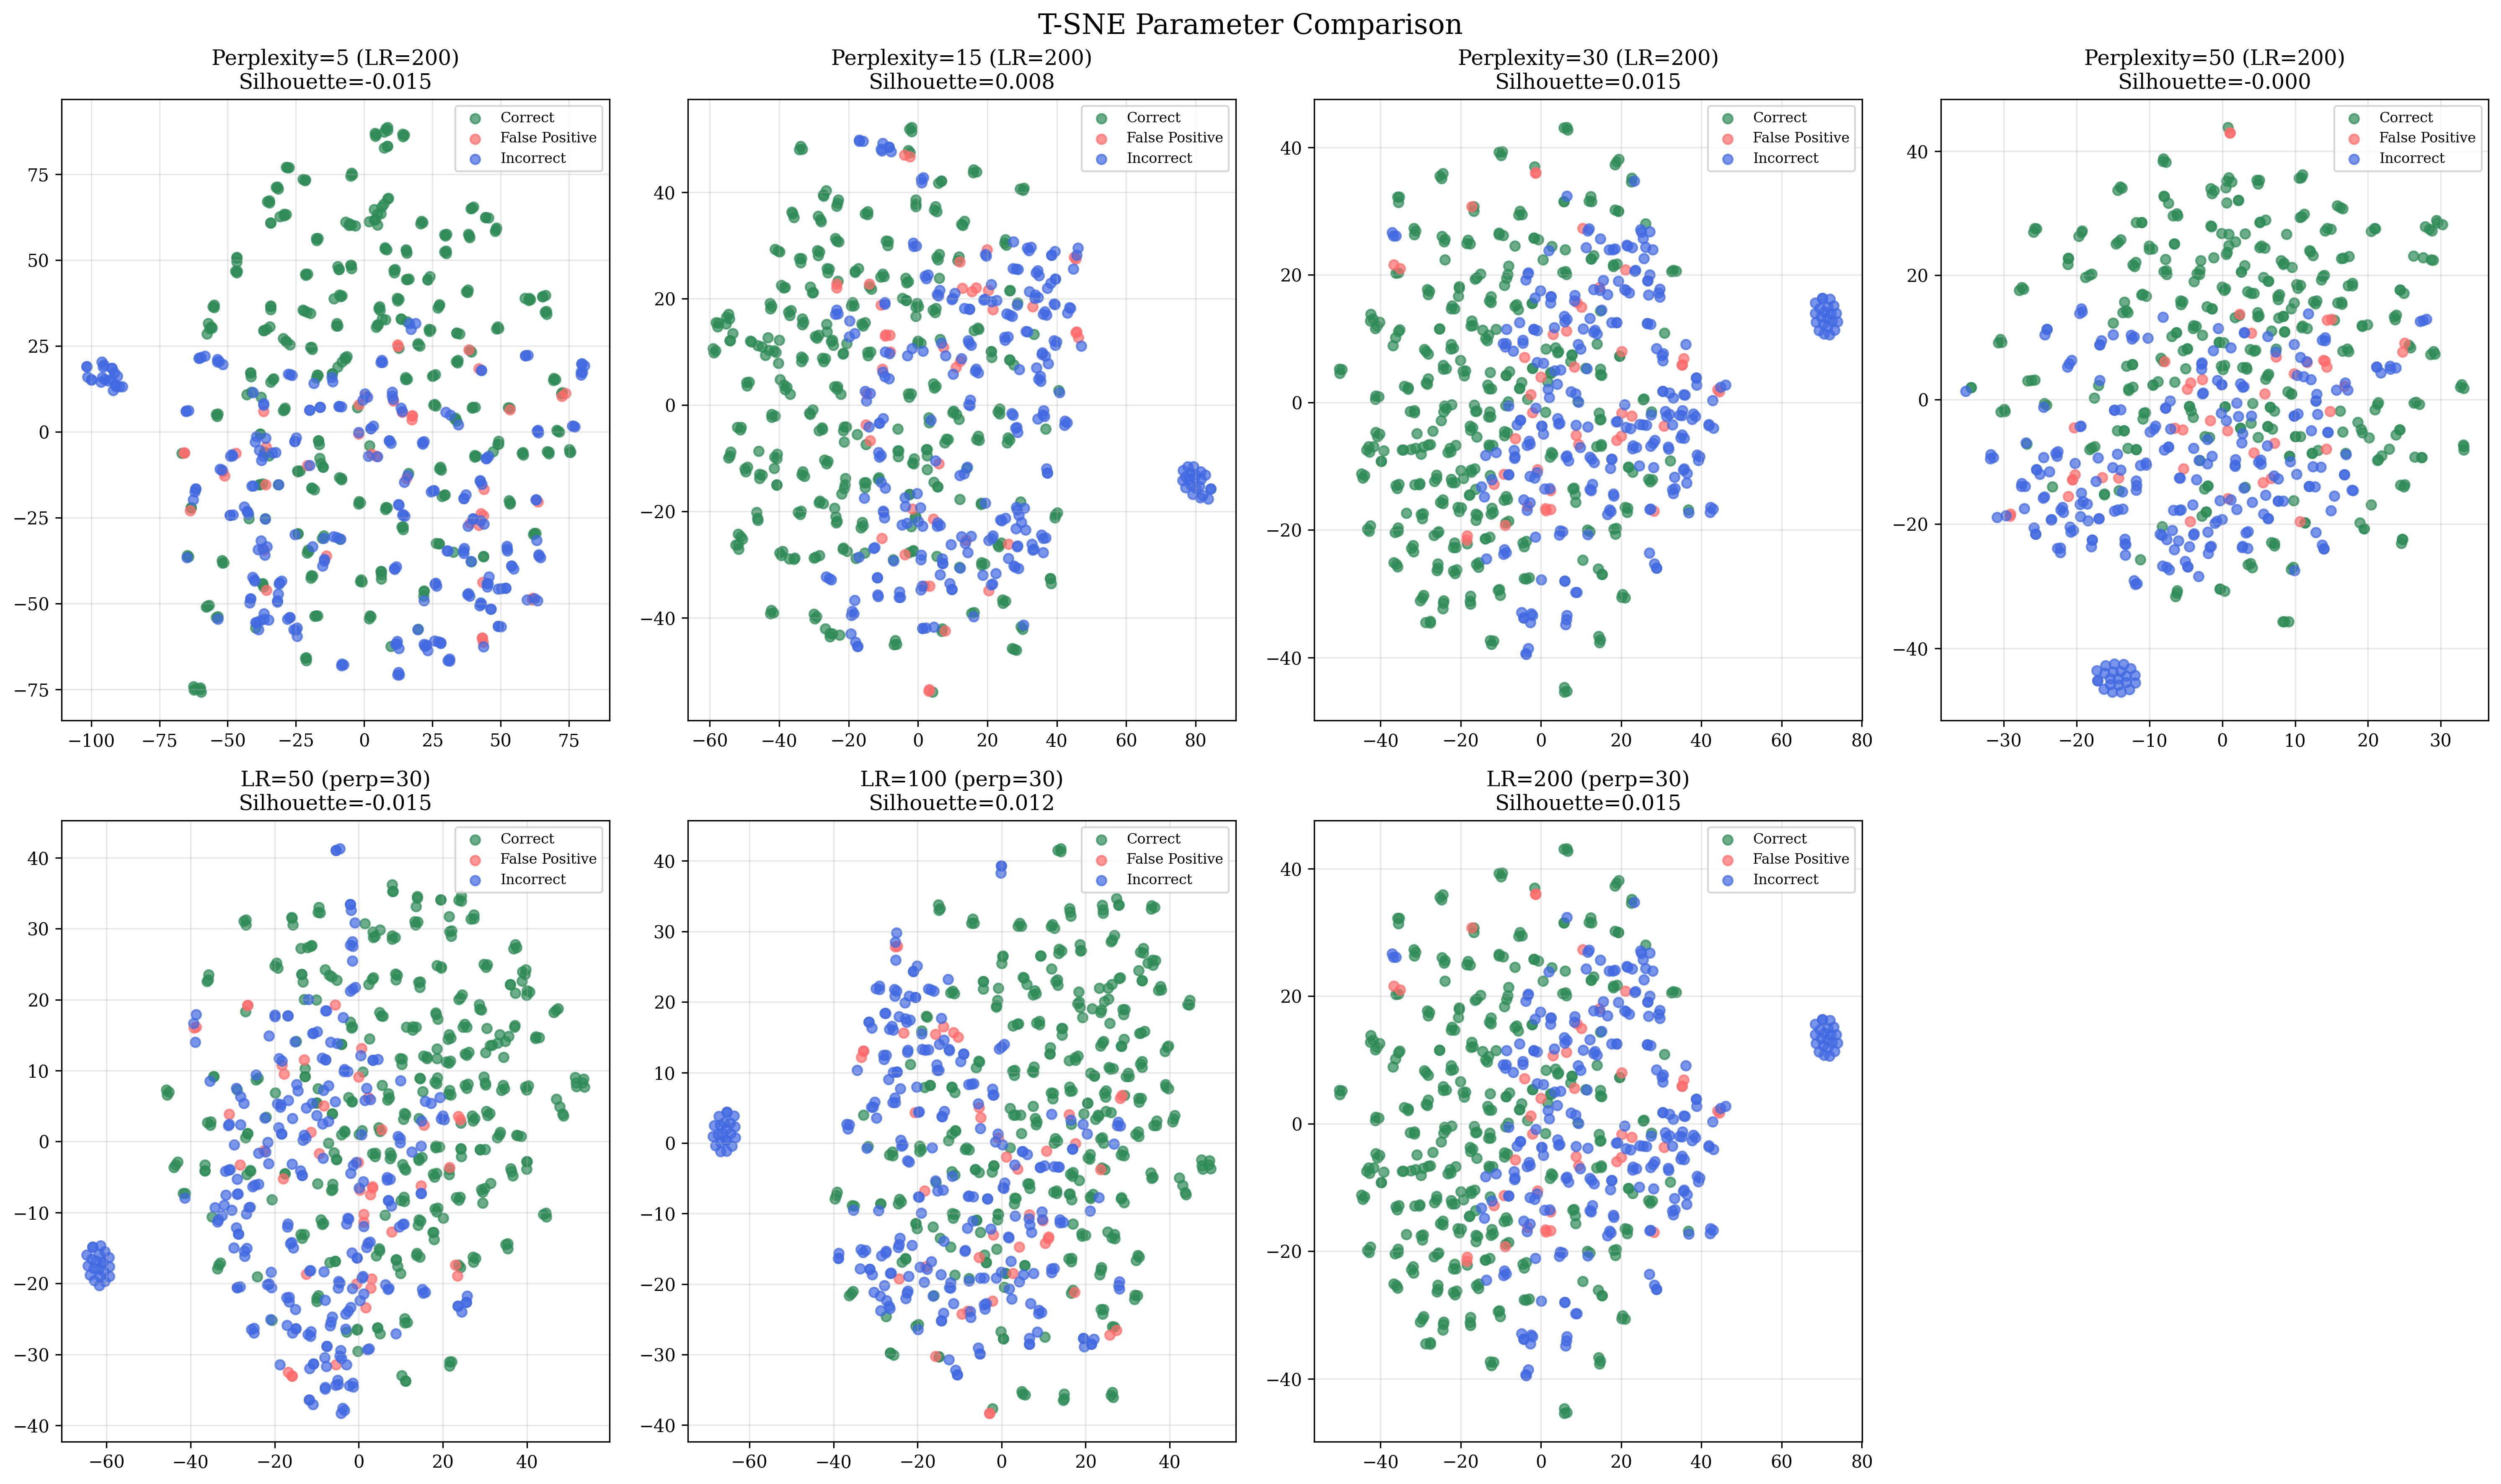 T-SNE Parameter Comparison
Perplexity=5 (LR=200)
Silhouette=-0.015
Correct
False Positive
Incorrect
75
50
25
0
−25
−50
−75
−100 −75 −50 −25 0 25 50 75
Perplexity=15 (LR=200)
Silhouette=0.008
Correct
False Positive
Incorrect
40
20
0
−20
−40
−60 −40 −20 0 20 40 60 80
Perplexity=30 (LR=200)
Silhouette=0.015
Correct
False Positive
Incorrect
40
20
0
−20
−40
−40 −20 0 20 40 60 80
Perplexity=50 (LR=200)
Silhouette=-0.000
Correct
False Positive
Incorrect
40
20
0
−20
−40
−30 −20 −10 0 10 20 30
LR=50 (perp=30)
Silhouette=-0.015
Correct
False Positive
Incorrect
40
30
20
10
0
−10
−20
−30
−40
−60 −40 −20 0 20 40
LR=100 (perp=30)
Silhouette=0.012
Correct
False Positive
Incorrect
40
30
20
10
0
−10
−20
−30
−40
−60 −40 −20 0 20 40
LR=200 (perp=30)
Silhouette=0.015
Correct
False Positive
Incorrect
40
20
0
−20
−40
−40 −20 0 20 40 60 80